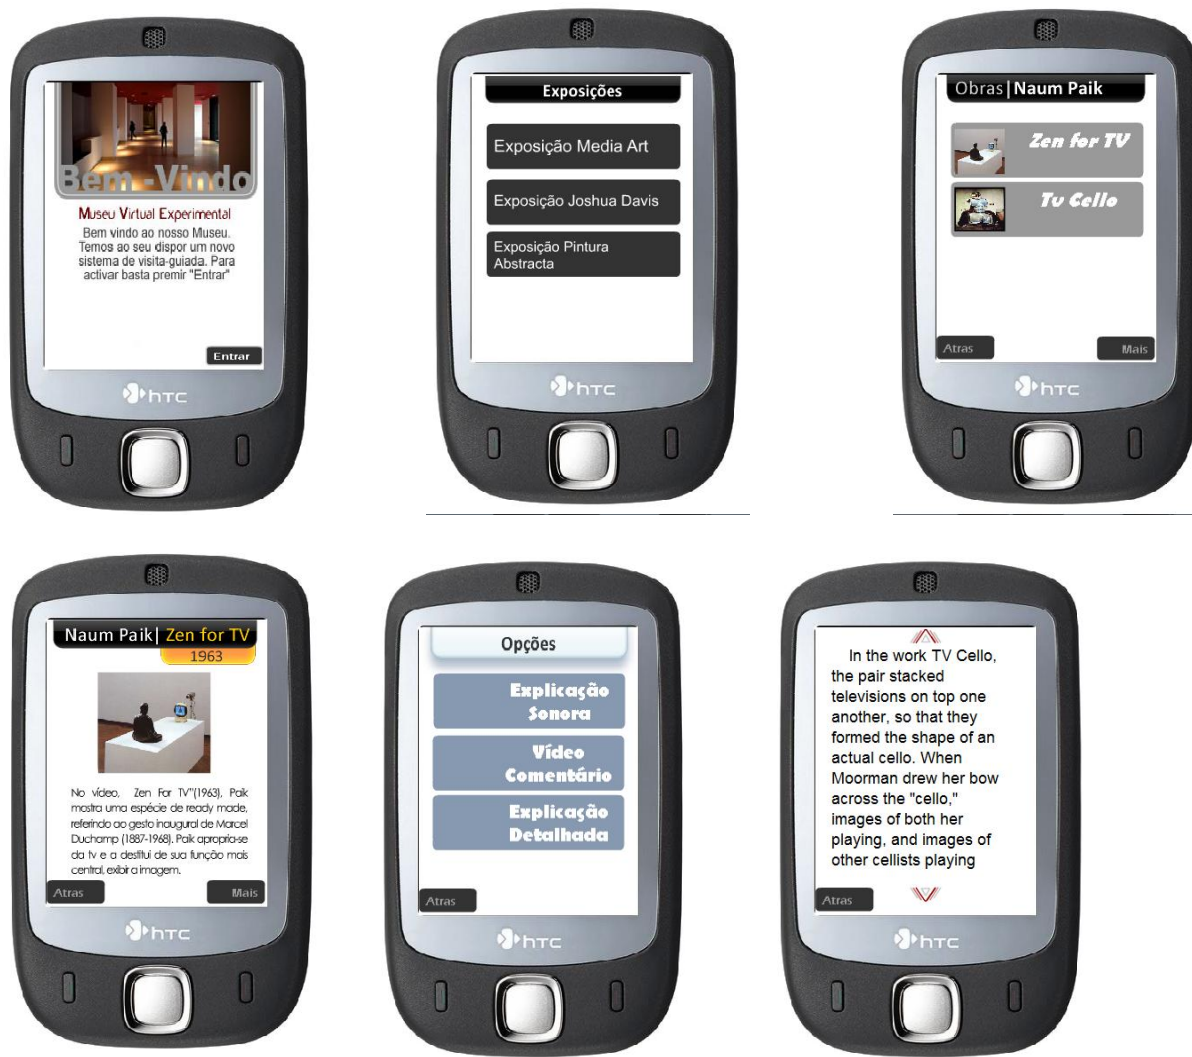 Bem -Vindo
Museu Virtual Experimental
Bem vindo ao nosso Museu.
Temos ao seu dispor um novo
sistema de visita-guiada. Para
activar basta premir "Entrar"
Entrar
hTC
Exposições
Exposição Media Art
Exposição Joshua Davis
Exposição Pintura
Abstracta
hTC
Obras|Naum Paik
Zen for TV
Tv Cello
Atras
Mais
hTC
Naum Paik| Zen for TV
1963
No vídeo, Zen For TV"(1963), Paik
mostra uma espécie de ready made,
referindo ao gesto inaugural de Marcel
Duchamp (1887-1968). Paik apropria-se
da tv e a destitui de sua função mais
central, exibir a imagem.
Atras
Mais
hTC
Opções
Explicação
Sonora
Vídeo
Comentário
Explicação
Detalhada
Atras
hTC
In the work TV Cello,
the pair stacked
televisions on top one
another, so that they
formed the shape of an
actual cello. When
Moorman drew her bow
across the "cello,"
images of both her
playing, and images of
other cellists playing
Atras
hTC